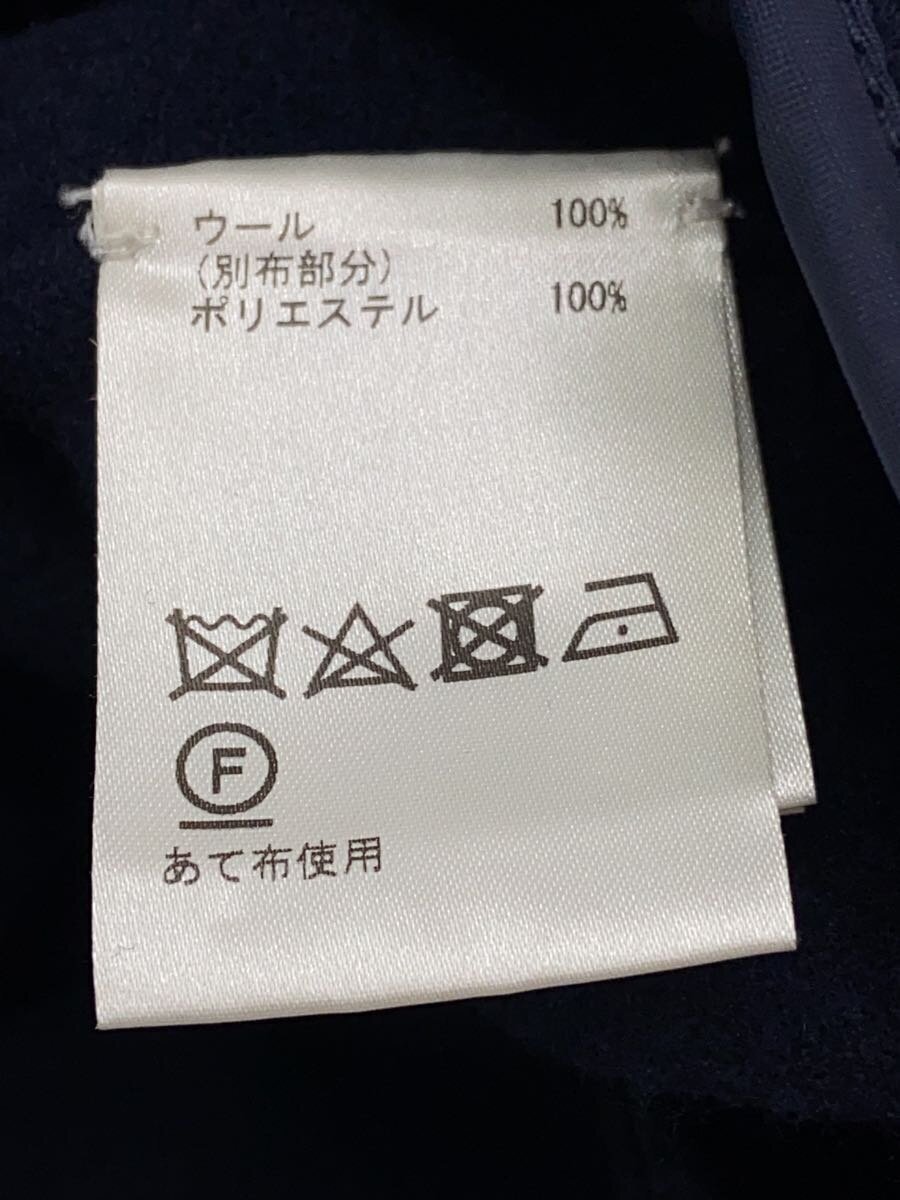 ウール 100%
(別布部分)
ポリエステル 100%
F
あて布使用